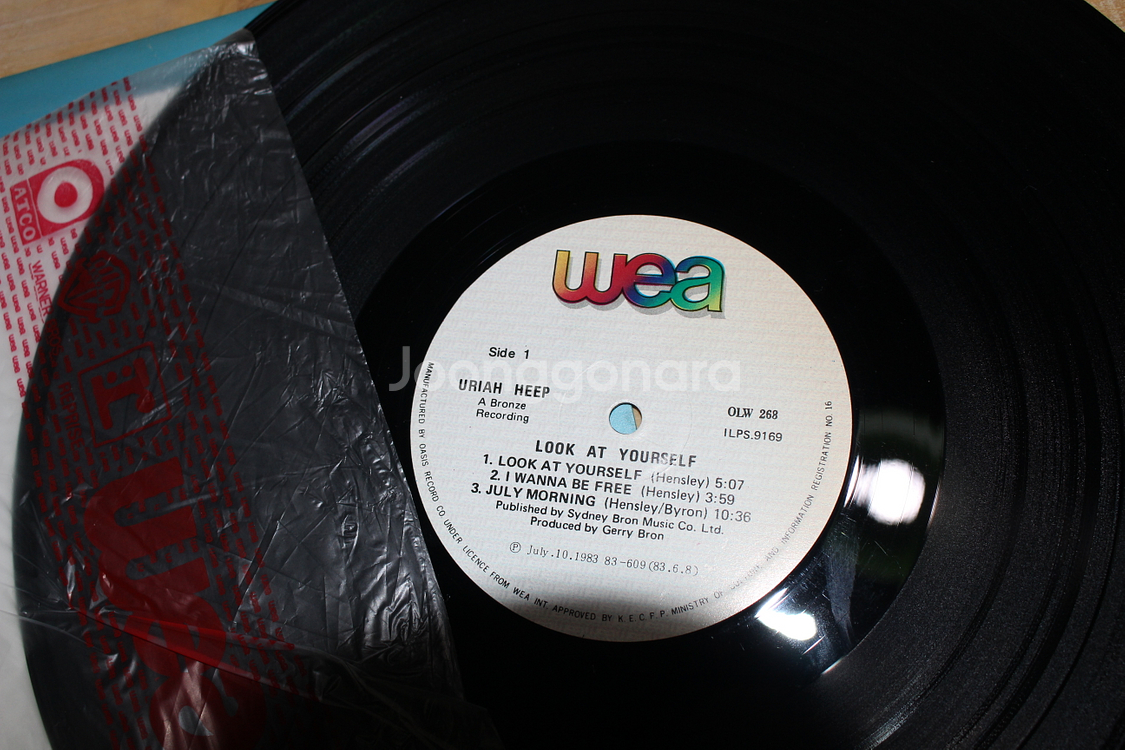 wea
Side 1
URIAH HEEP
A Bronze
Recording
OLW 268
ILPS.9169
LOOK AT YOURSELF
1. LOOK AT YOURSELF (Hensley) 5:07
2. I WANNA BE FREE (Hensley) 3:59
3. JULY MORNING (Hensley/Byron) 10:36
Published by Sydney Bron Music Co. Ltd.
Produced by Gerry Bron
℗ July.10.1983 83-609(83.6.8)
MANUFACTURED BY OASIS RECORD CO UNDER LICENCE FROM WEA INT. APPROVED BY K.E.C.F.P. MINISTRY OF AND INFORMATION REGISTRATION NO. 16
ATCO
WARNER
Joonggonara